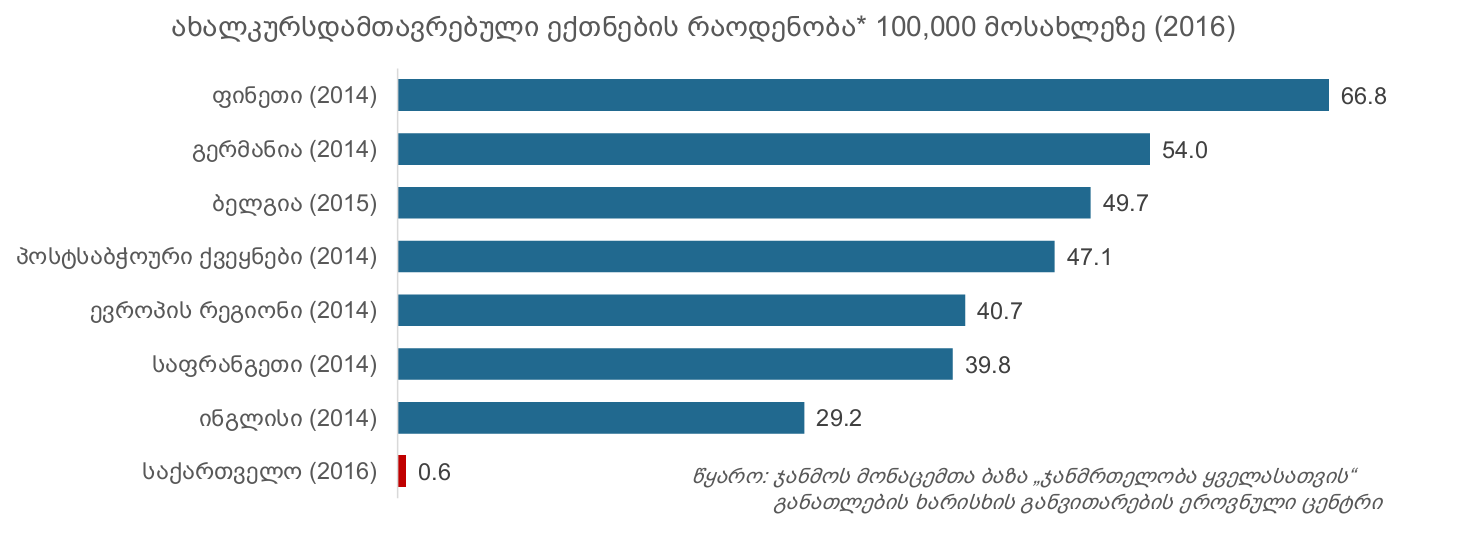 ახალკურსდამთავრებული ექთნების რაოდენობა* 100,000 მოსახლეზე (2016)
ფინეთი (2014) 66.8
გერმანია (2014) 54.0
ბელგია (2015) 49.7
პოსტსაბჭოური ქვეყნები (2014) 47.1
ევროპის რეგიონი (2014) 40.7
საფრანგეთი (2014) 39.8
ინგლისი (2014) 29.2
საქართველო (2016) 0.6
წყარო: ჯანმოს მონაცემთა ბაზა „ჯანმრთელობა ყველასათვის“
განათლების ხარისხის განვითარების ეროვნული ცენტრი